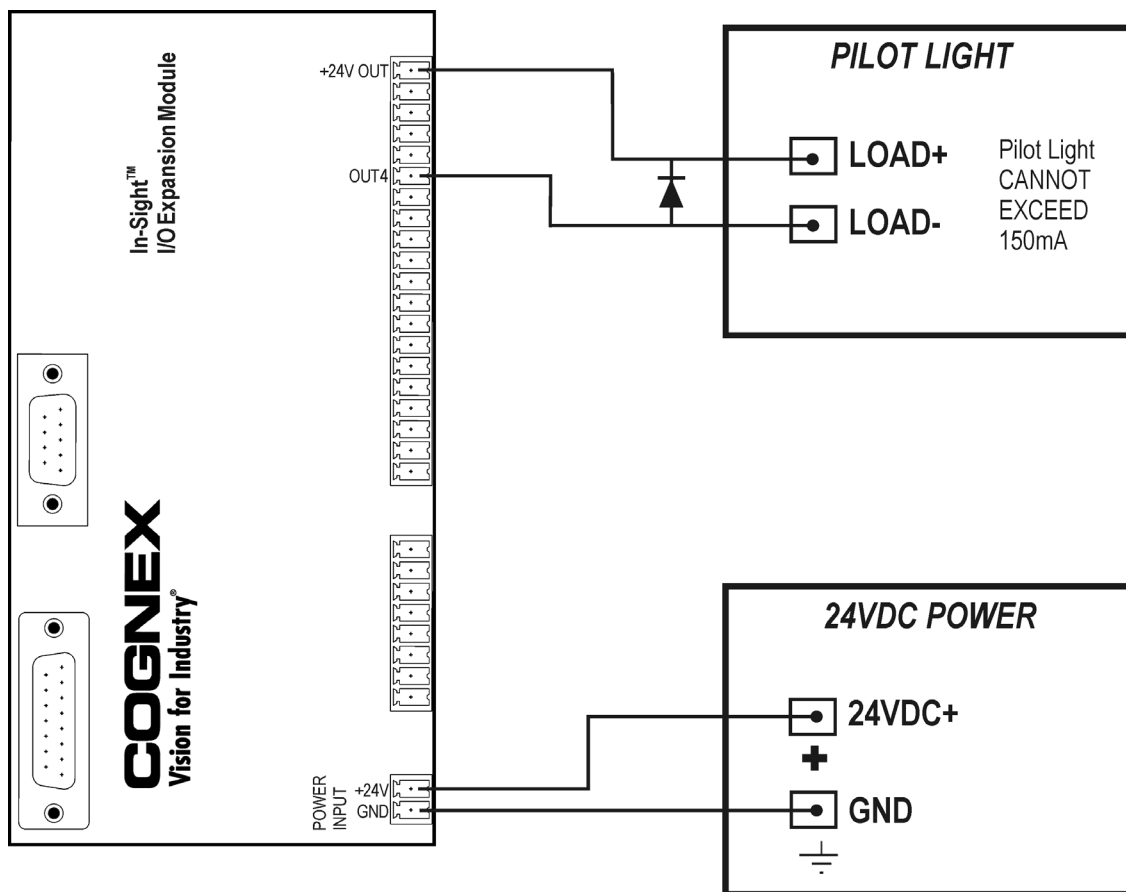 In-Sight™
I/O Expansion Module
COGNEX
Vision for Industry®
+24V OUT
OUT4
POWER
INPUT
+24V
GND
PILOT LIGHT
LOAD+
LOAD-
Pilot Light
CANNOT
EXCEED
150mA
24VDC POWER
24VDC+
+
GND